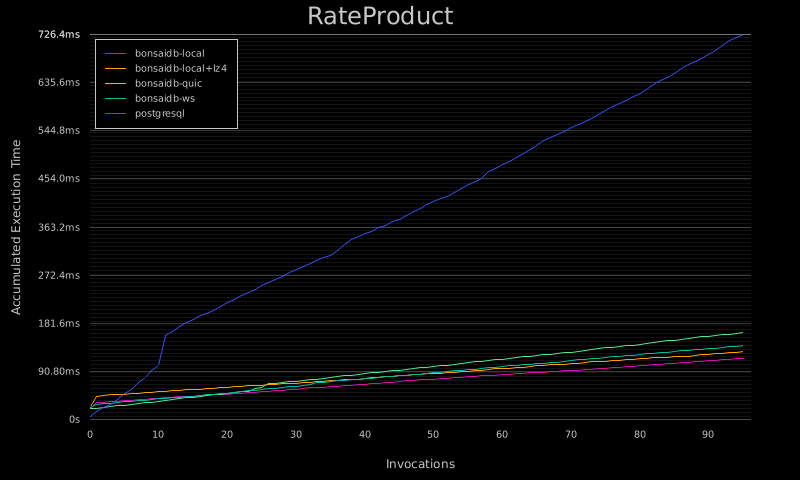 RateProduct
726.4ms
635.6ms
544.8ms
454.0ms
363.2ms
272.4ms
181.6ms
90.80ms
0s
Accumulated Execution Time
bonsaidb-local
bonsaidb-local+lz4
bonsaidb-quic
bonsaidb-ws
postgresql
0 10 20 30 40 50 60 70 80 90
Invocations